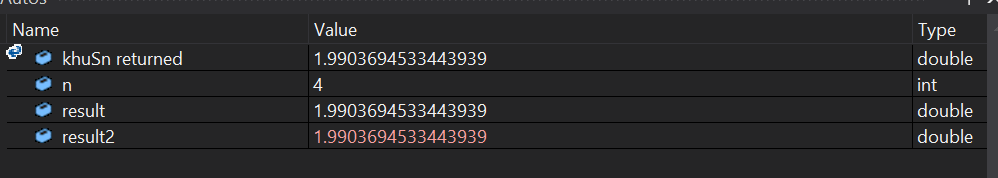 Autos
Name Value Type
khuSn returned 1.9903694533443939 double
n 4 int
result 1.9903694533443939 double
result2 1.9903694533443939 double